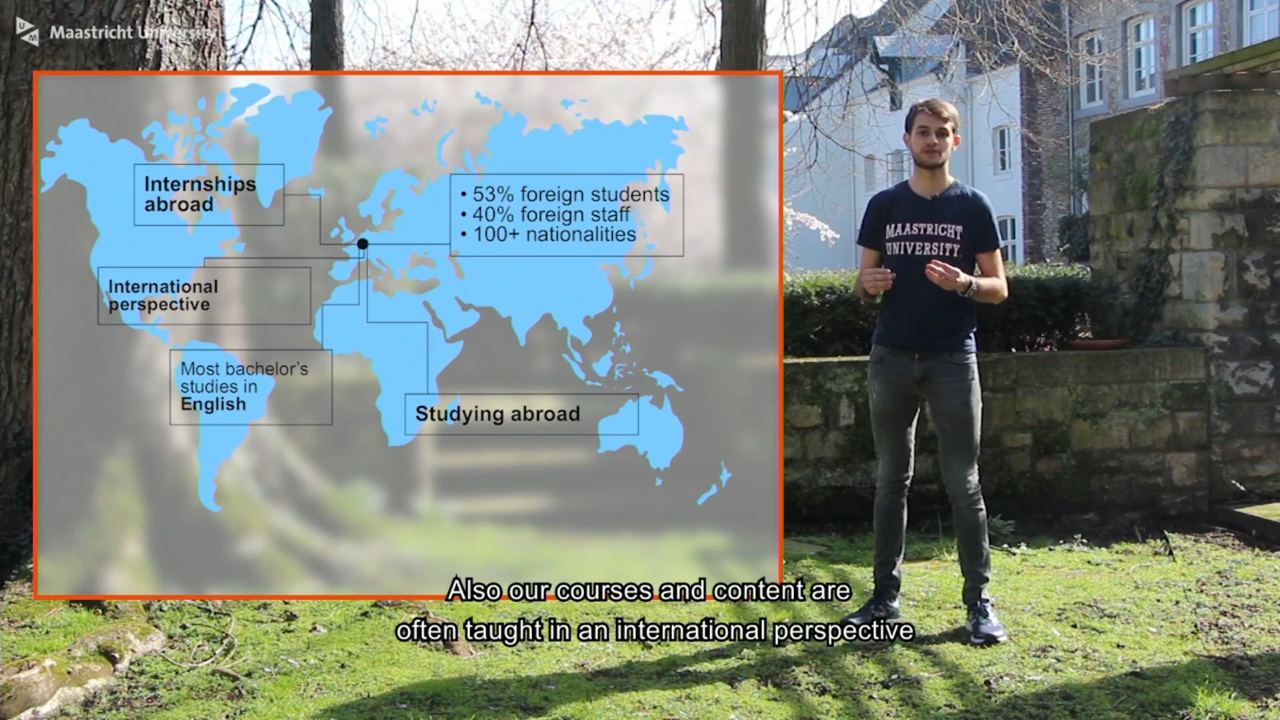 Maastricht University
Internships
abroad
• 53% foreign students
• 40% foreign staff
• 100+ nationalities
International
perspective
Most bachelor's
studies in
English
Studying abroad
MAASTRICHT
UNIVERSITY
Also our courses and content are
often taught in an international perspective